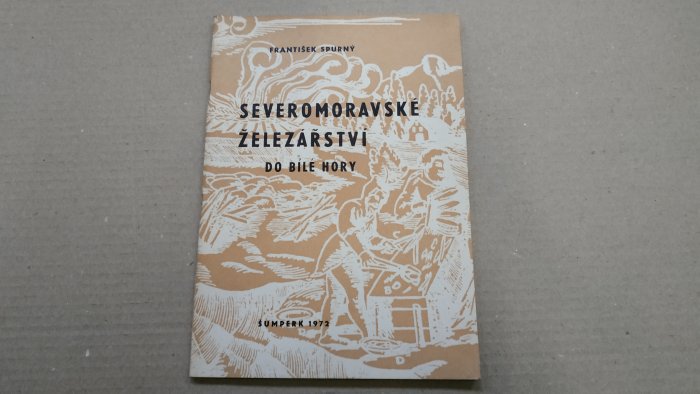 FRANTIŠEK SPURNÝ
SEVEROMORAVSKÉ
ŽELEZÁŘSTVÍ
DO BÍLÉ HORY
ŠUMPERK 1972